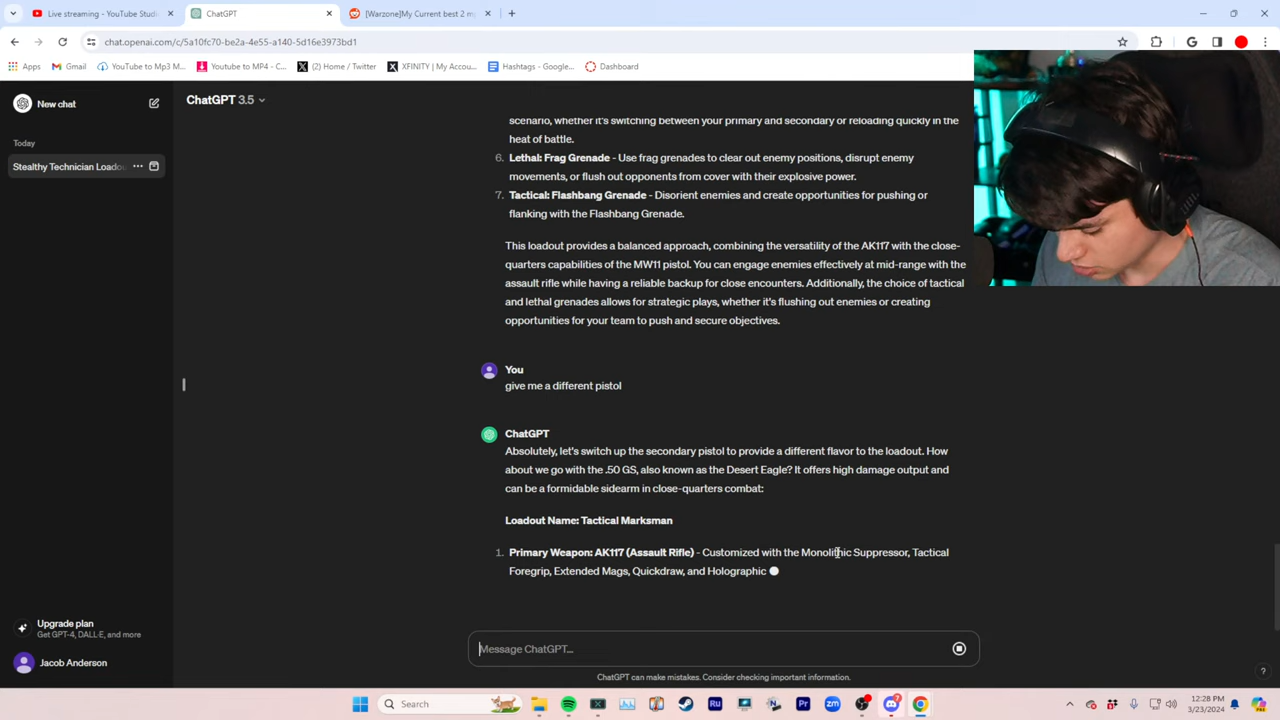 Live streaming - YouTube Studi
ChatGPT
[Warzone]My Current best 2 m
chat.openai.com/c/5a10fc70-be2a-4e55-a140-5d16e3973bd1
Apps Gmail YouTube to Mp3 M... Youtube to MP4 - C... (2) Home / Twitter XFINITY | My Accou... Hashtags - Google... Dashboard
New chat
Today
Stealthy Technician Loado
ChatGPT 3.5
scenario, whether it's switching between your primary and secondary or reloading quickly in the
heat of battle.
6. Lethal: Frag Grenade - Use frag grenades to clear out enemy positions, disrupt enemy
movements, or flush out opponents from cover with their explosive power.
7. Tactical: Flashbang Grenade - Disorient enemies and create opportunities for pushing or
flanking with the Flashbang Grenade.
This loadout provides a balanced approach, combining the versatility of the AK117 with the close-
quarters capabilities of the MW11 pistol. You can engage enemies effectively at mid-range with the
assault rifle while having a reliable backup for close encounters. Additionally, the choice of tactical
and lethal grenades allows for strategic plays, whether it's flushing out enemies or creating
opportunities for your team to push and secure objectives.
You
give me a different pistol
ChatGPT
Absolutely, let's switch up the secondary pistol to provide a different flavor to the loadout. How
about we go with the .50 GS, also known as the Desert Eagle? It offers high damage output and
can be a formidable sidearm in close-quarters combat:
Loadout Name: Tactical Marksman
1. Primary Weapon: AK117 (Assault Rifle) - Customized with the Monolithic Suppressor, Tactical
Foregrip, Extended Mags, Quickdraw, and Holographic
Message ChatGPT...
ChatGPT can make mistakes. Consider checking important information.
Upgrade plan
Get GPT-4, DALL·E, and more
Jacob Anderson
Search
12:28 PM
3/23/2024